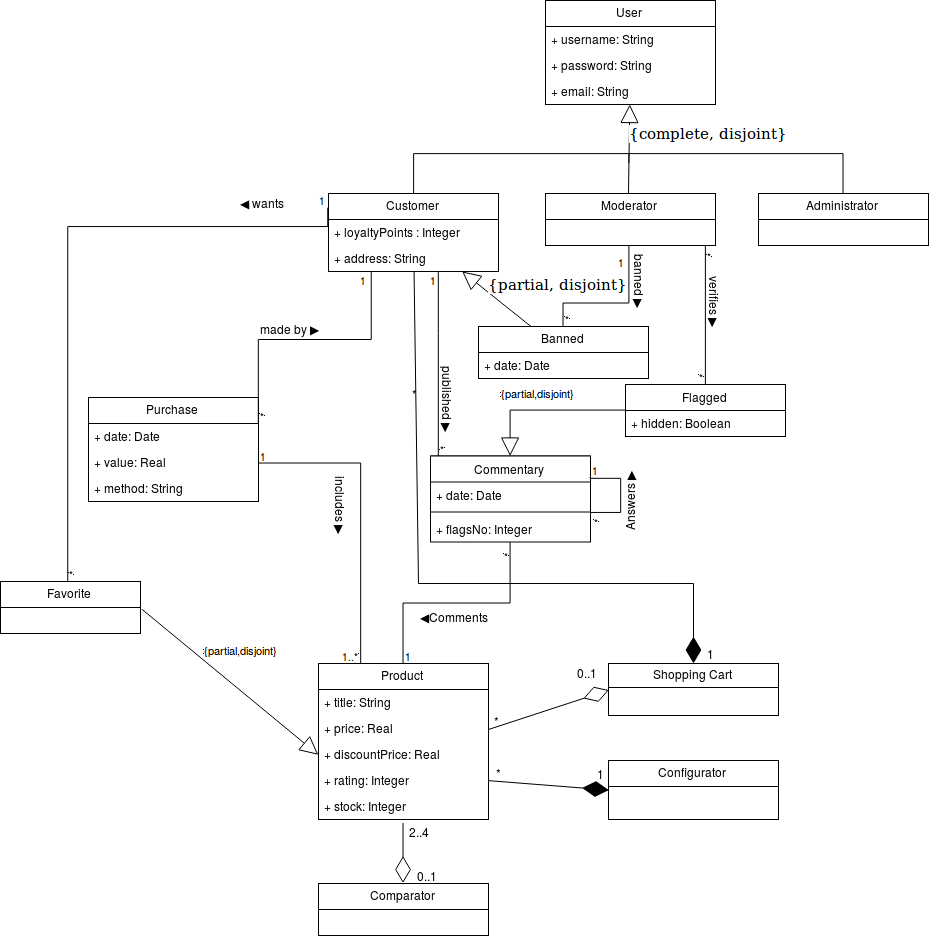 User
+ username: String
+ password: String
+ email: String
{complete, disjoint}
◀ wants
1
Customer
+ loyaltyPoints : Integer
+ address: String
Moderator
Administrator
1
1
{partial, disjoint}
1
banned ▶
*
verifies ▶
made by ▶
*
Banned
+ date: Date
*
*
published ▶
:{partial,disjoint}
Flagged
+ hidden: Boolean
Purchase
+ date: Date
+ value: Real
+ method: String
*
1
includes ▶
*
Commentary
+ date: Date
+ flagsNo: Integer
1
*
Answers ▶
*
*
Favorite
◀Comments
:{partial,disjoint}
1..*
1
1
Product
+ title: String
+ price: Real
+ discountPrice: Real
+ rating: Integer
+ stock: Integer
0..1
*
Shopping Cart
*
1
Configurator
2..4
0..1
Comparator